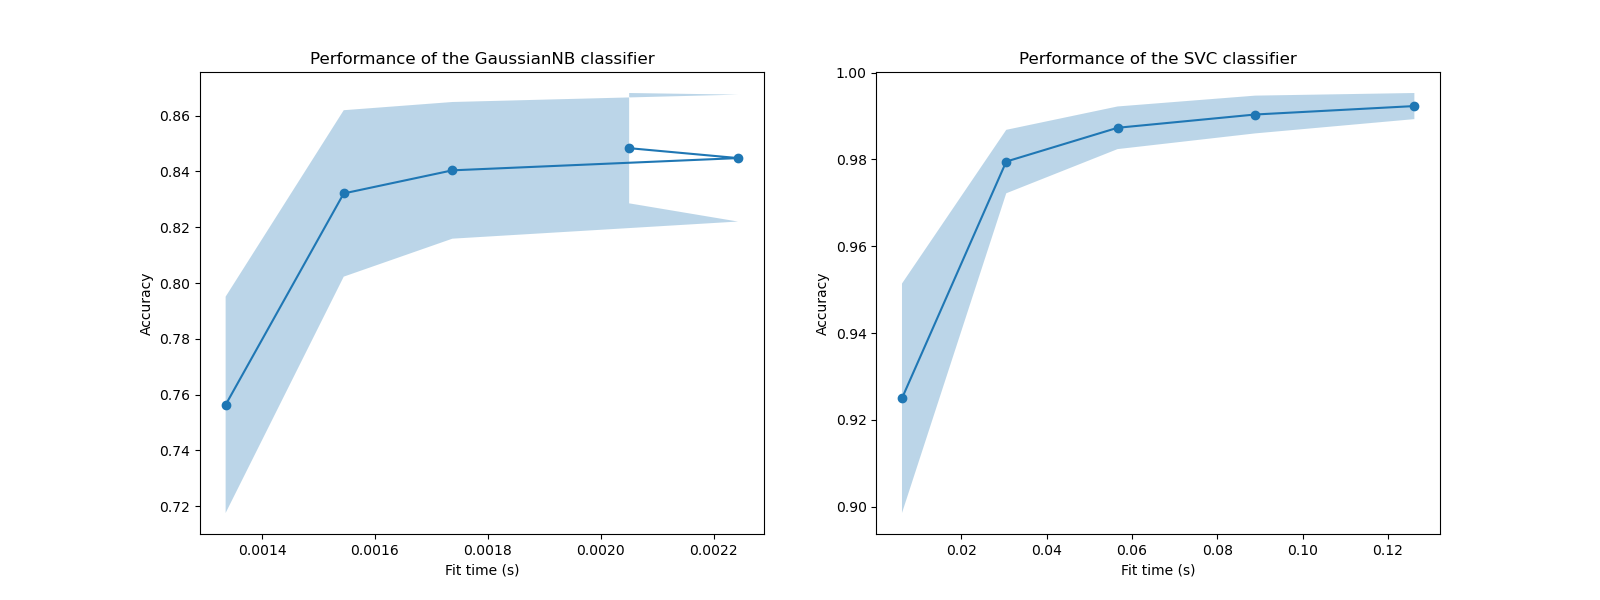 Performance of the GaussianNB classifier
Accuracy
0.86
0.84
0.82
0.80
0.78
0.76
0.74
0.72
0.0014 0.0016 0.0018 0.0020 0.0022
Fit time (s)
Performance of the SVC classifier
Accuracy
1.00
0.98
0.96
0.94
0.92
0.90
0.02 0.04 0.06 0.08 0.10 0.12
Fit time (s)